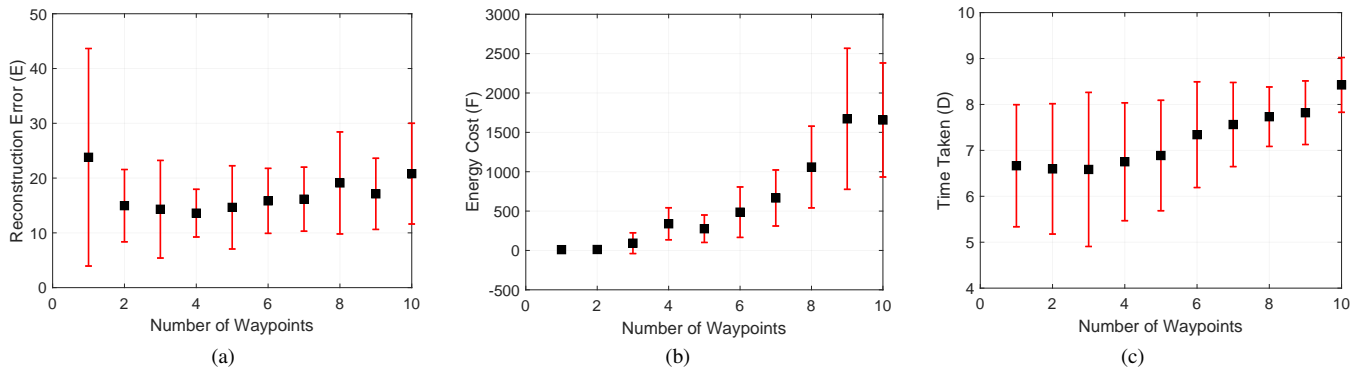 50
40
30
20
10
0
0 2 4 6 8 10
Reconstruction Error (E)
Number of Waypoints
(a)
3000
2500
2000
1500
1000
500
0
-500
0 2 4 6 8 10
Energy Cost (F)
Number of Waypoints
(b)
10
9
8
7
6
5
4
0 2 4 6 8 10
Time Taken (D)
Number of Waypoints
(c)